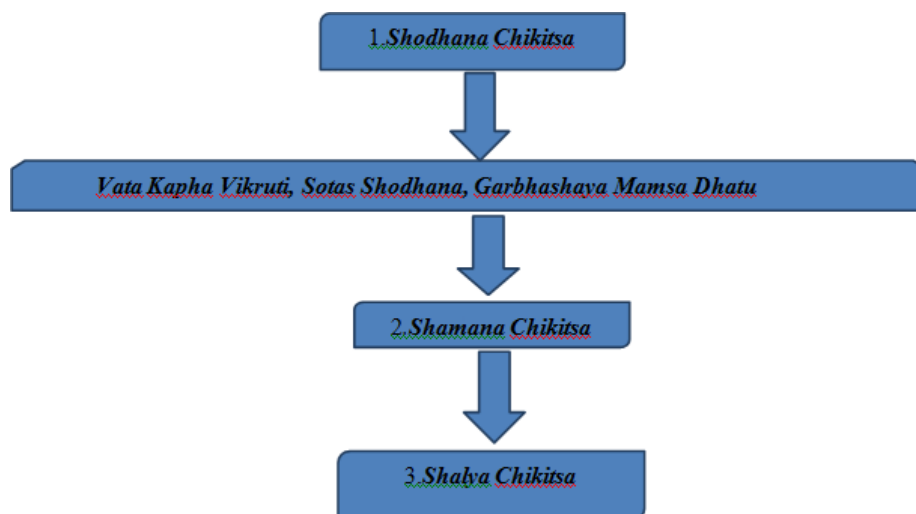 1.Shodhana Chikitsa
Vata Kapha Vikruti, Sotas Shodhana, Garbhashaya Mamsa Dhatu
2.Shamana Chikitsa
3.Shalya Chikitsa